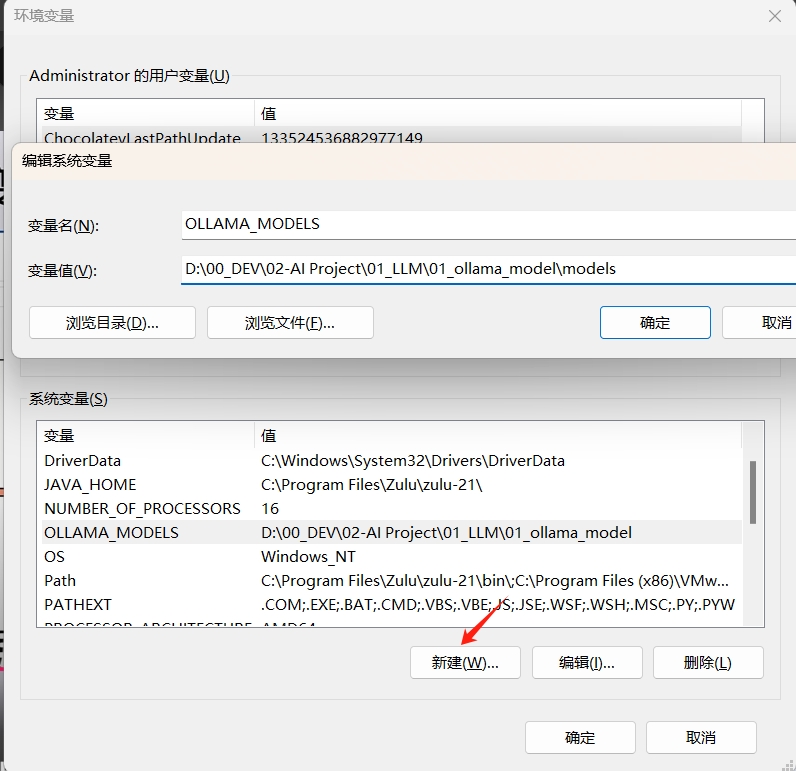 环境变量
Administrator 的用户变量(U)
变量 值
ChocolateyLastPathUpdate 133524536882977149
编辑系统变量
变量名(N): OLLAMA_MODELS
变量值(V): D:\00_DEV\02-AI Project\01_LLM\01_ollama_model\models
浏览目录(D)... 浏览文件(F)... 确定 取消
系统变量(S)
变量 值
DriverData C:\Windows\System32\Drivers\DriverData
JAVA_HOME C:\Program Files\Zulu\zulu-21\
NUMBER_OF_PROCESSORS 16
OLLAMA_MODELS D:\00_DEV\02-AI Project\01_LLM\01_ollama_model
OS Windows_NT
Path C:\Program Files\Zulu\zulu-21\bin\;C:\Program Files (x86)\VMw...
PATHEXT .COM;.EXE;.BAT;.CMD;.VBS;.VBE;.JS;.JSE;.WSF;.WSH;.MSC;.PY;.PYW
PROCESSOR_ARCHITECTURE AMD64
新建(W)... 编辑(I)... 删除(L)
确定 取消